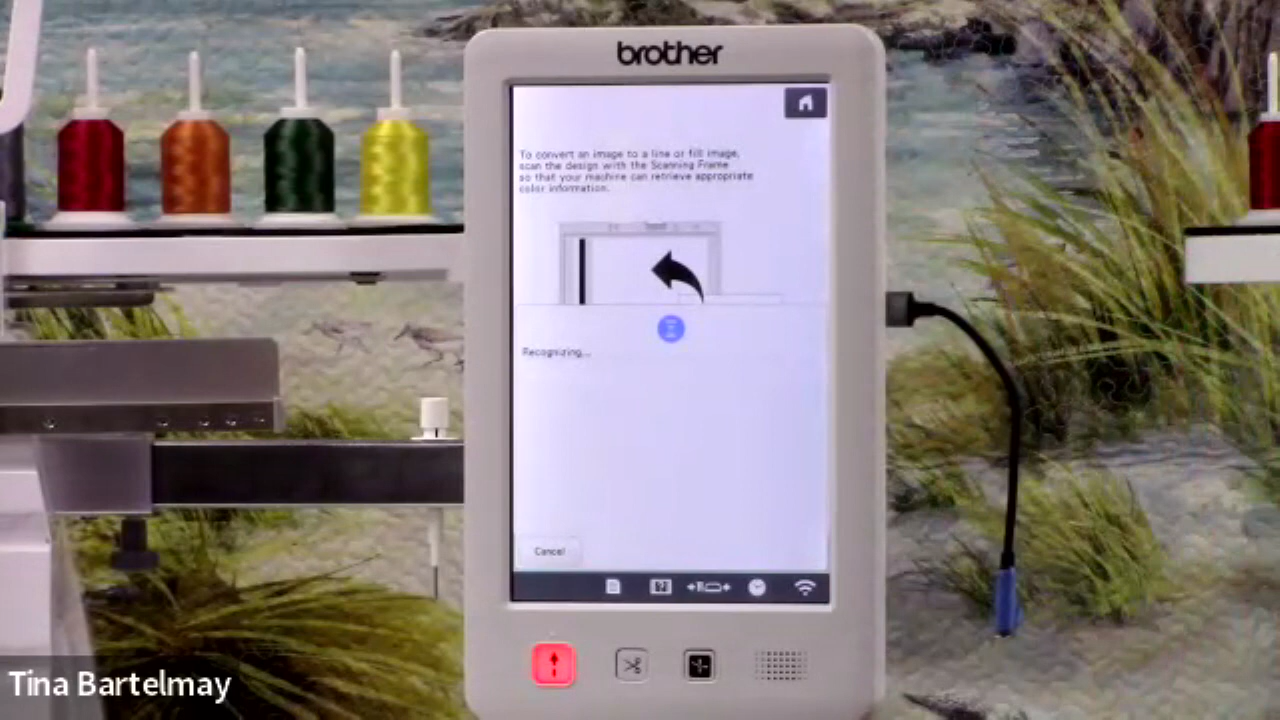 brother
To convert an image to a line or fill image,
scan the design with the Scanning Frame
so that your machine can retrieve appropriate
color information.
Recognizing...
Cancel
Tina Bartelmay